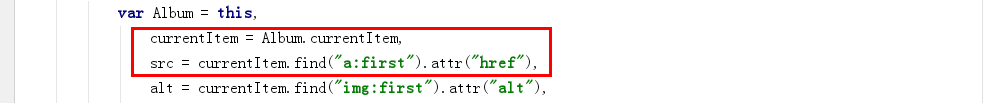 var Album = this,
currentItem = Album.currentItem,
src = currentItem.find("a:first").attr("href"),
alt = currentItem.find("img:first").attr("alt"),